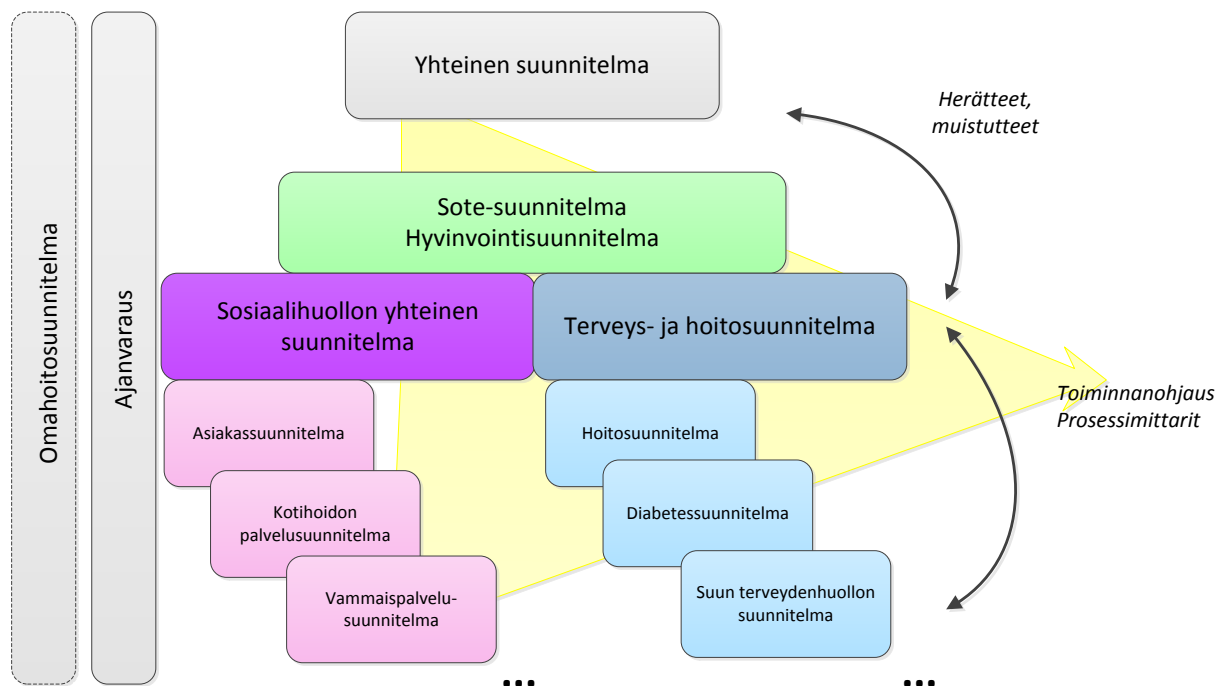 Omahoitosuunnitelma
Ajanvaraus
Yhteinen suunnitelma
Herätteet,
muistutteet
Sote-suunnitelma
Hyvinvointisuunnitelma
Sosiaalihuollon yhteinen
suunnitelma
Terveys- ja hoitosuunnitelma
Toiminnanohjaus
Prosessimittarit
Asiakassuunnitelma
Kotihoidon
palvelusuunnitelma
Vammaispalvelu-
suunnitelma
Hoitosuunnitelma
Diabetessuunnitelma
Suun terveydenhuollon
suunnitelma
...
...